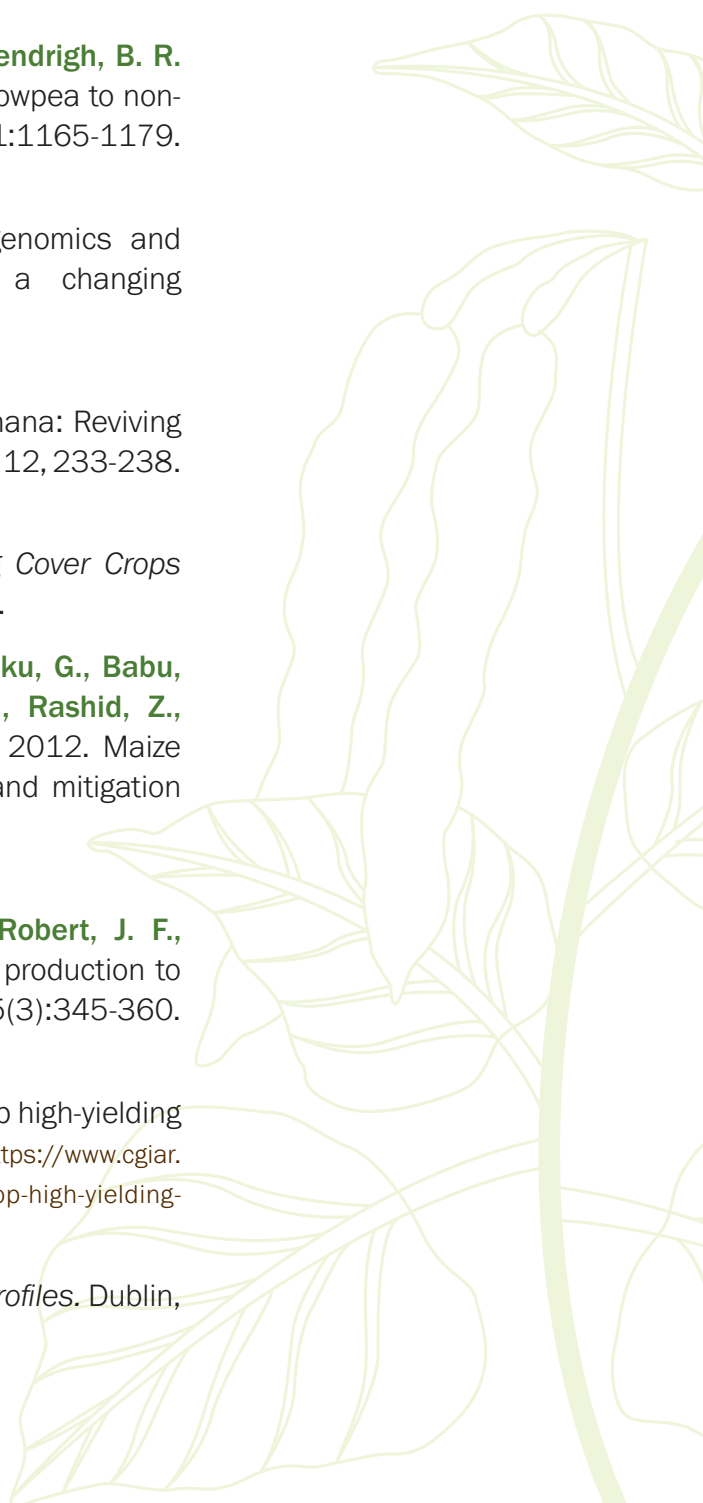 endrigh, B. R.
owpea to non-
1:1165-1179.
genomics and
a changing
hana: Reviving
12, 233-238.
Cover Crops
.
ku, G., Babu,
., Rashid, Z.,
2012. Maize
and mitigation
Robert, J. F.,
production to
5(3):345-360.
p high-yielding
tps://www.cgiar.
op-high-yielding-
rofiles. Dublin,